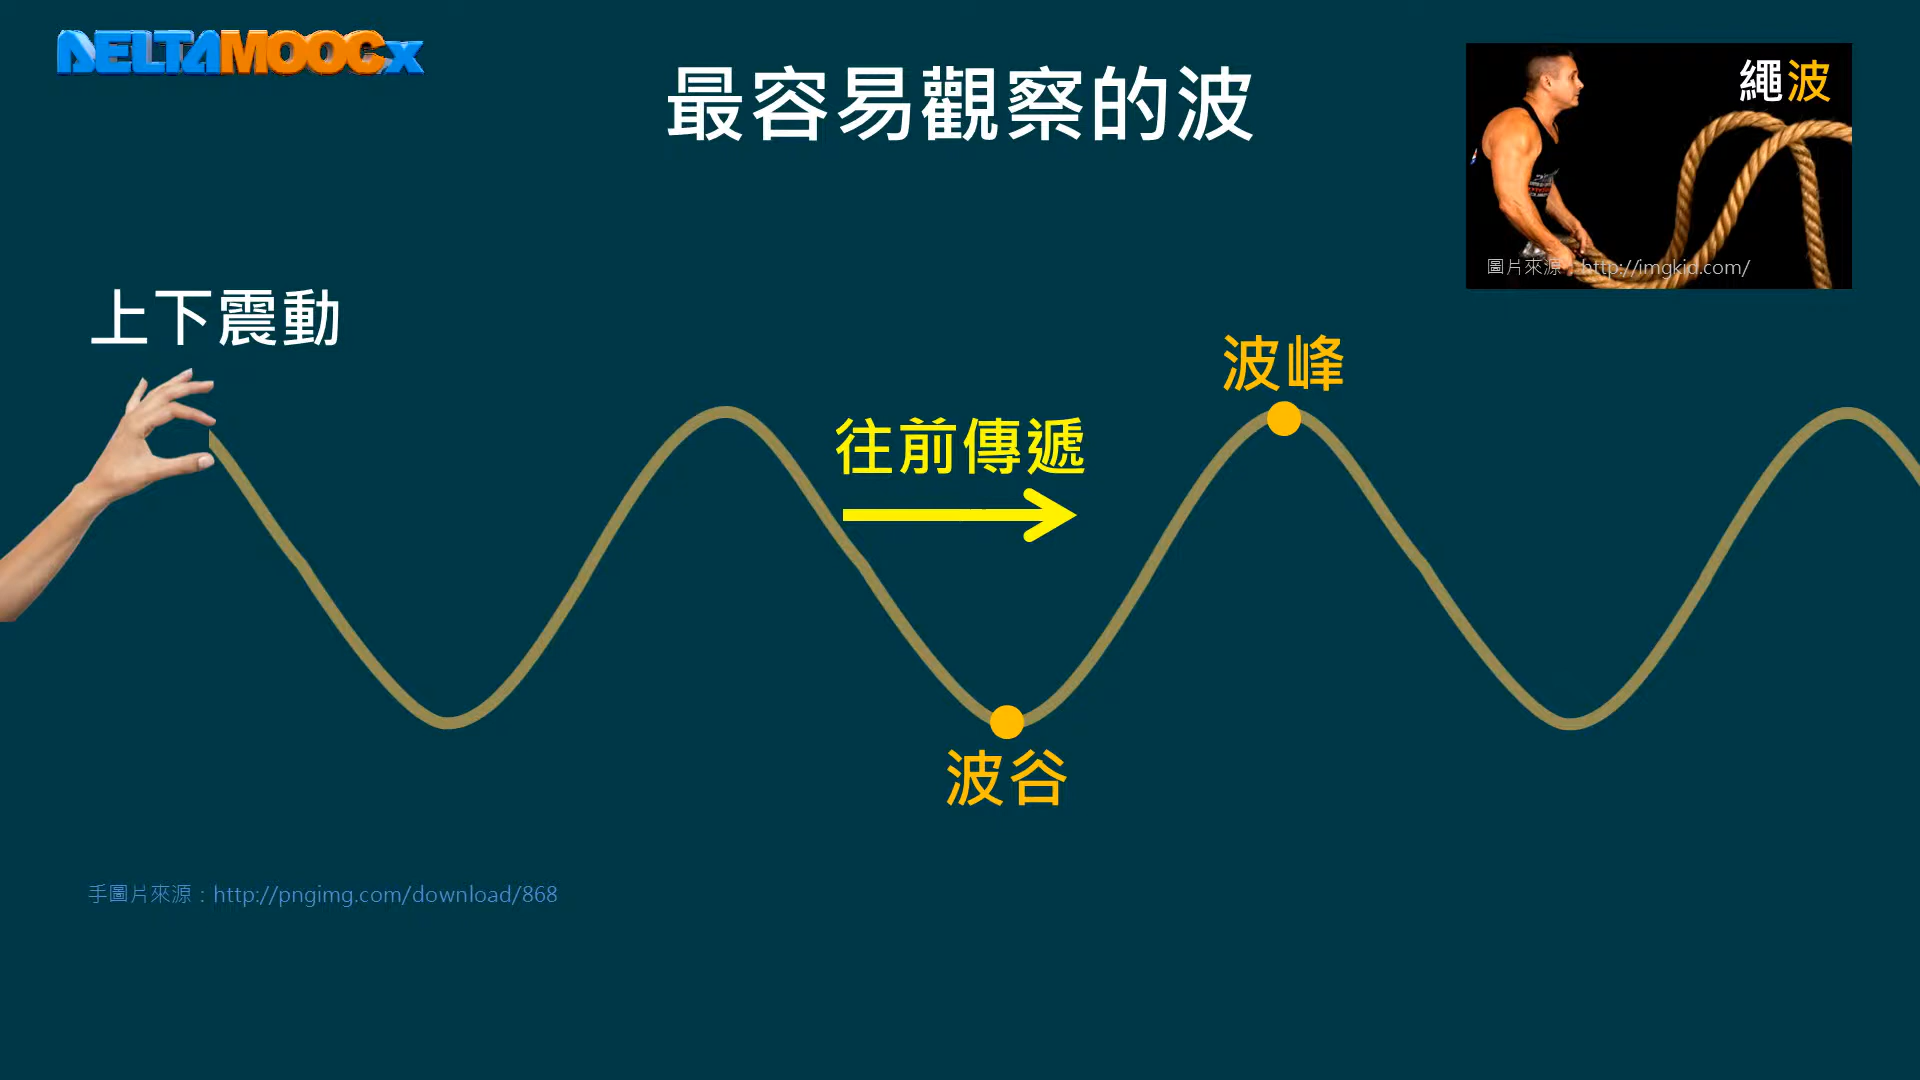 DELTAMOOCx
最容易觀察的波
繩波
圖片來源：http://imgkid.com/
上下震動
波峰
往前傳遞
波谷
手圖片來源：http://pngimg.com/download/868